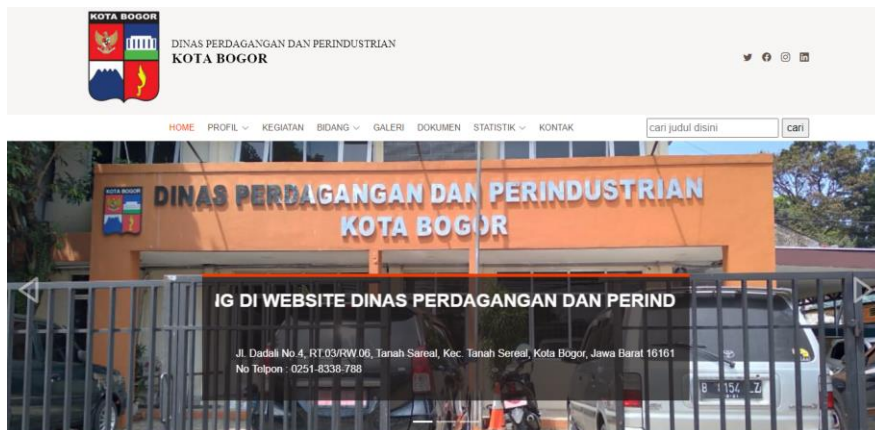 KOTA BOGOR
DINAS PERDAGANGAN DAN PERINDUSTRIAN
KOTA BOGOR
HOME PROFIL KEGIATAN BIDANG GALERI DOKUMEN STATISTIK KONTAK cari judul disini cari
KOTA BOGOR
DINAS PERDAGANGAN DAN PERINDUSTRIAN
KOTA BOGOR
IG DI WEBSITE DINAS PERDAGANGAN DAN PERIND
Jl. Dadali No.4, RT.03/RW.06, Tanah Sareal, Kec. Tanah Sereal, Kota Bogor, Jawa Barat 16161
No Telpon : 0251-8338-788